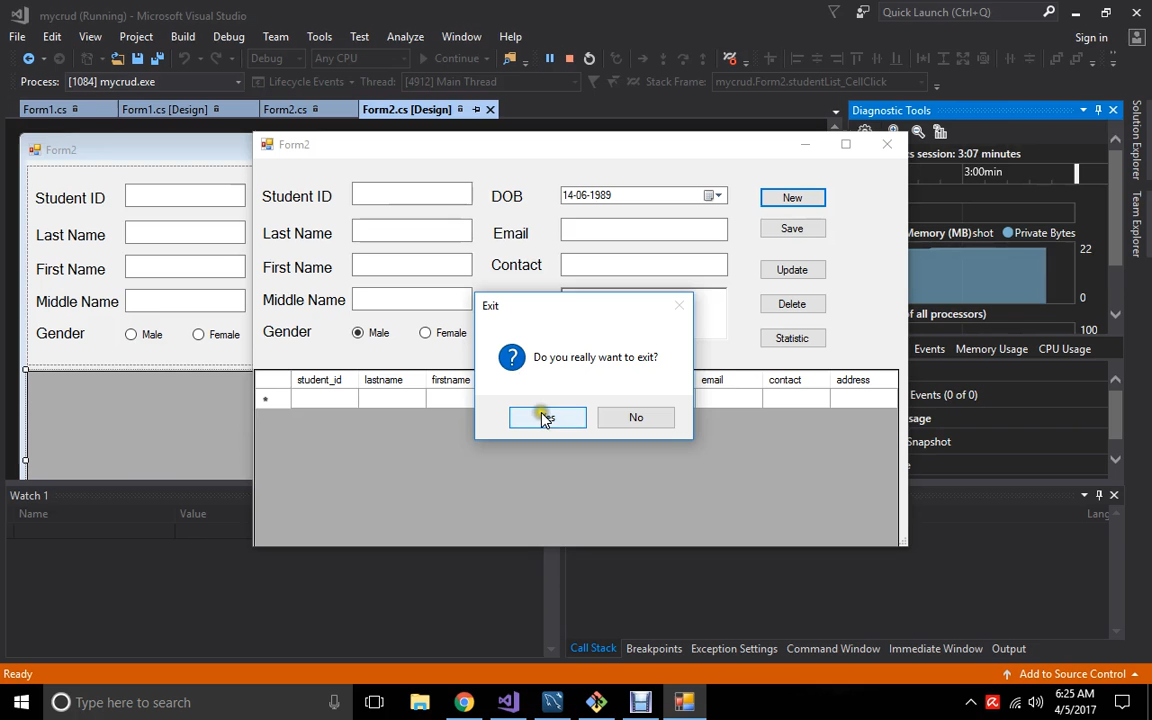 mycrud (Running) - Microsoft Visual Studio
Quick Launch (Ctrl+Q)
File Edit View Project Build Debug Team Tools Test Analyze Window Help
Sign in
Debug Any CPU Continue
Process: [1084] mycrud.exe Lifecycle Events Thread: [4912] Main Thread Stack Frame: mycrud.Form2.studentList_CellClick
Form1.cs Form1.cs [Design] Form2.cs Form2.cs [Design]
Diagnostic Tools
Solution Explorer
Team Explorer
s session: 3:07 minutes
3:00min
Memory (MB) shot Private Bytes
22
0
of all processors)
100
Events Memory Usage CPU Usage
Events (0 of 0)
sage
Snapshot
Form2
Student ID
Last Name
First Name
Middle Name
Gender Male Female
Form2
Student ID DOB 14-06-1989 New
Last Name Email Save
First Name Contact Update
Middle Name Delete
Gender Male Female Statistic
student_id lastname firstname email contact address
*
Exit
? Do you really want to exit?
No
Watch 1
Name Value
Lang
Call Stack Breakpoints Exception Settings Command Window Immediate Window Output
Ready
Add to Source Control
Type here to search
6:25 AM
4/5/2017